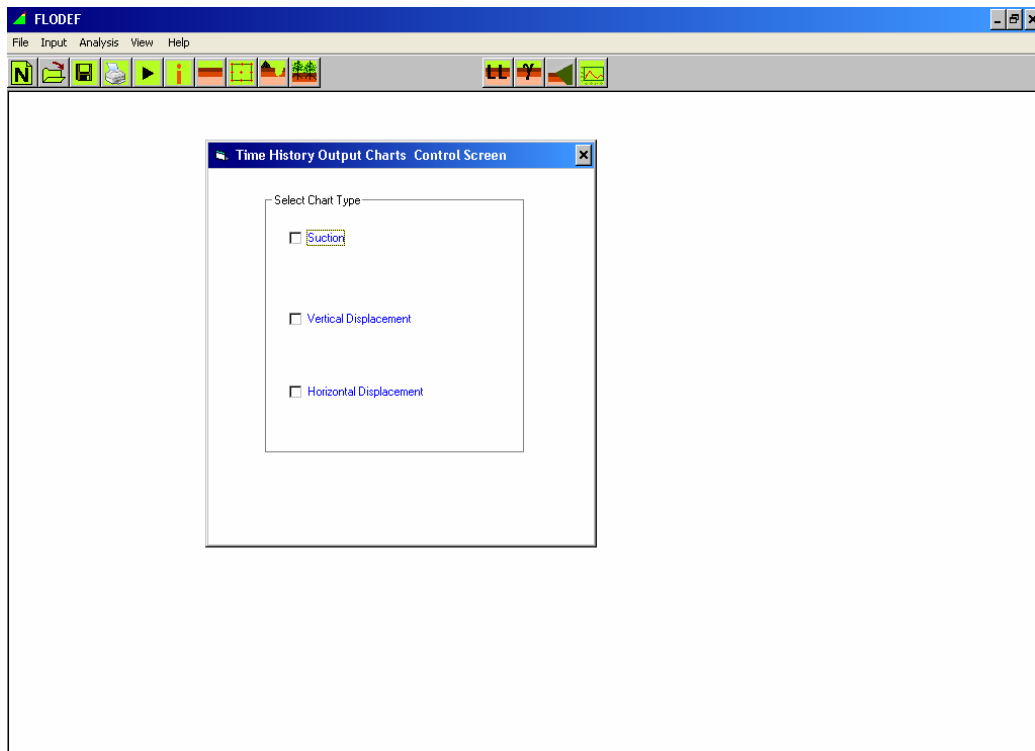 FLODEF
File Input Analysis View Help
N
i
LL γ
Time History Output Charts Control Screen
Select Chart Type
Suction
Vertical Displacement
Horizontal Displacement